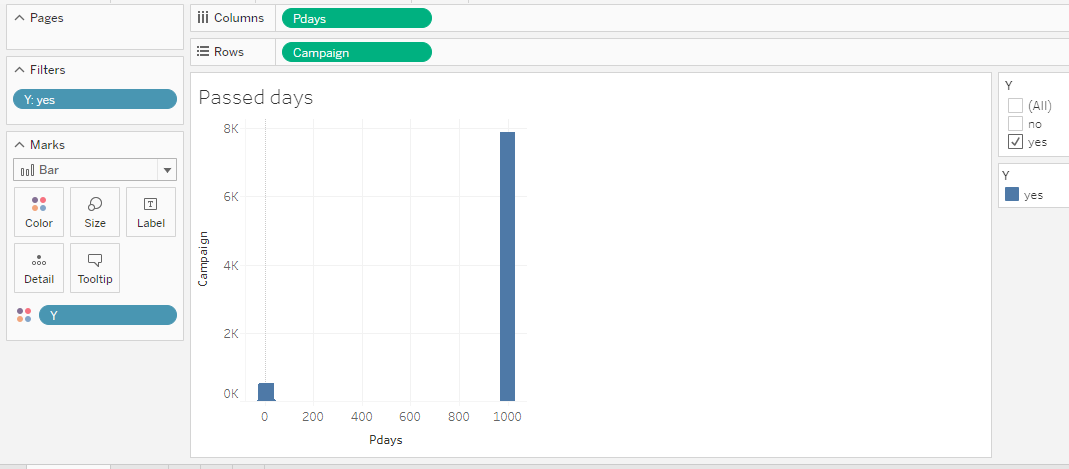 Pages
Columns
Pdays
Rows
Campaign
Filters
Y: yes
Marks
Bar
Color
Size
Label
Detail
Tooltip
Y
Passed days
8K
6K
4K
2K
0K
Campaign
0 200 400 600 800 1000
Pdays
Y
(All)
no
yes
Y
yes